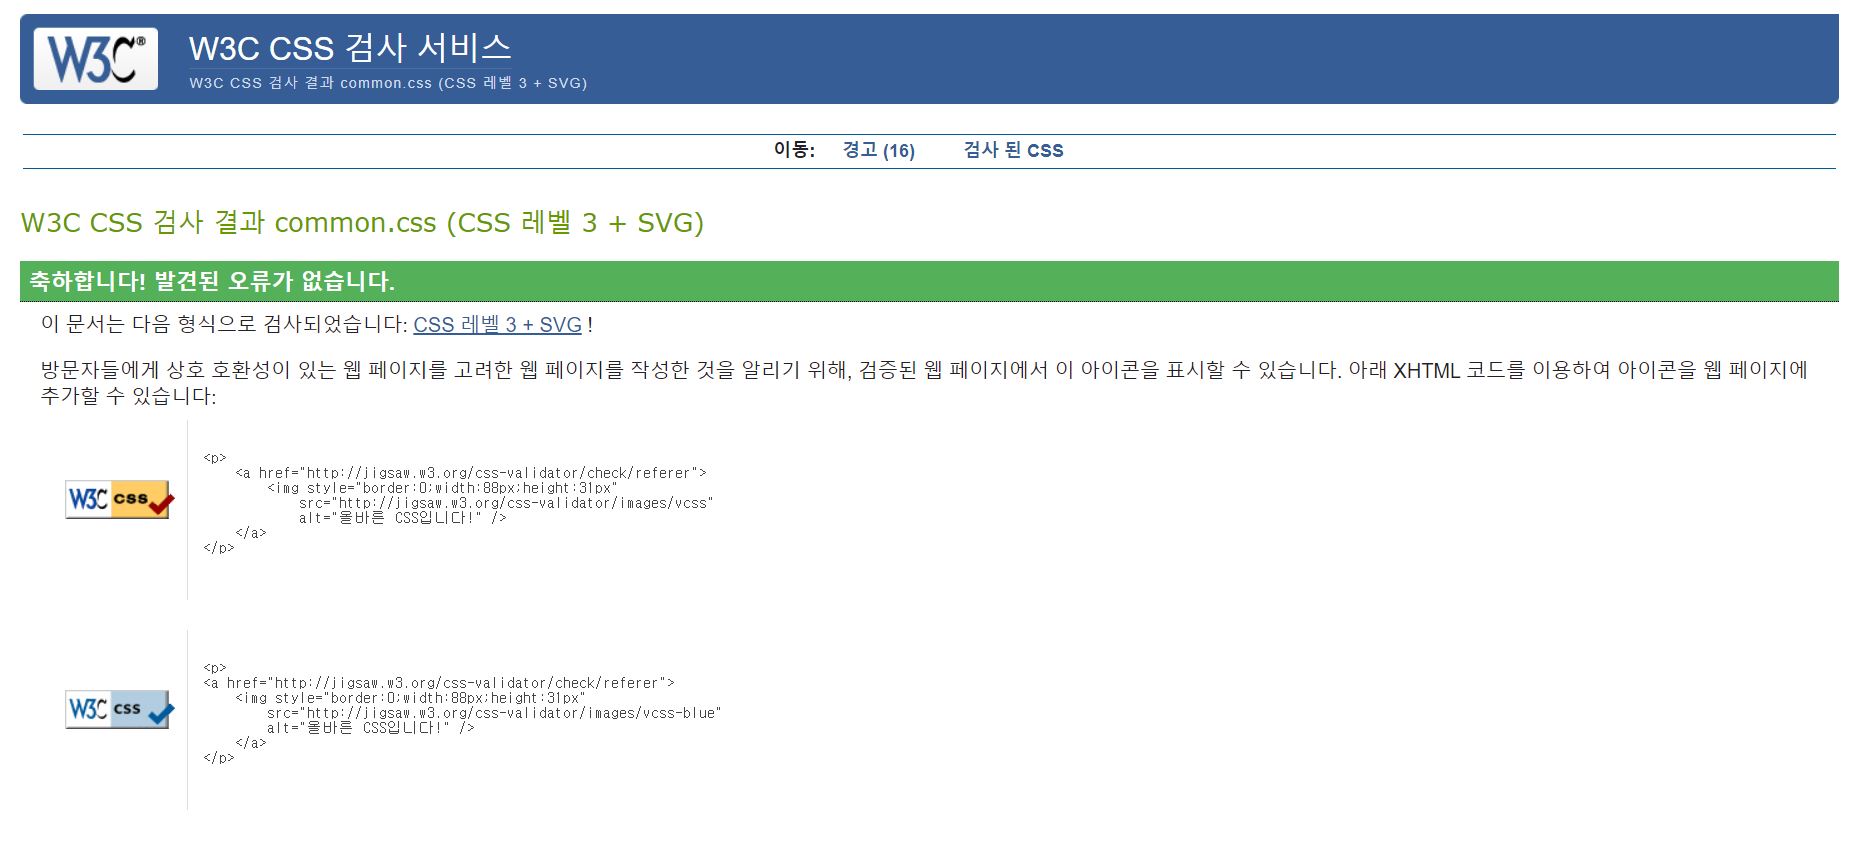 W3C®
W3C CSS 검사 서비스
W3C CSS 검사 결과 common.css (CSS 레벨 3 + SVG)
이동: 경고 (16) 검사 된 CSS
W3C CSS 검사 결과 common.css (CSS 레벨 3 + SVG)
축하합니다! 발견된 오류가 없습니다.
이 문서는 다음 형식으로 검사되었습니다: CSS 레벨 3 + SVG !
방문자들에게 상호 호환성이 있는 웹 페이지를 고려한 웹 페이지를 작성한 것을 알리기 위해, 검증된 웹 페이지에서 이 아이콘을 표시할 수 있습니다. 아래 XHTML 코드를 이용하여 아이콘을 웹 페이지에
추가할 수 있습니다:
W3C css
<p>
<a href="http://jigsaw.w3.org/css-validator/check/referer">
<img style="border:0;width:88px;height:31px"
src="http://jigsaw.w3.org/css-validator/images/vcss"
alt="올바른 CSS입니다!" />
</a>
</p>
W3C css
<p>
<a href="http://jigsaw.w3.org/css-validator/check/referer">
<img style="border:0;width:88px;height:31px"
src="http://jigsaw.w3.org/css-validator/images/vcss-blue"
alt="올바른 CSS입니다!" />
</a>
</p>